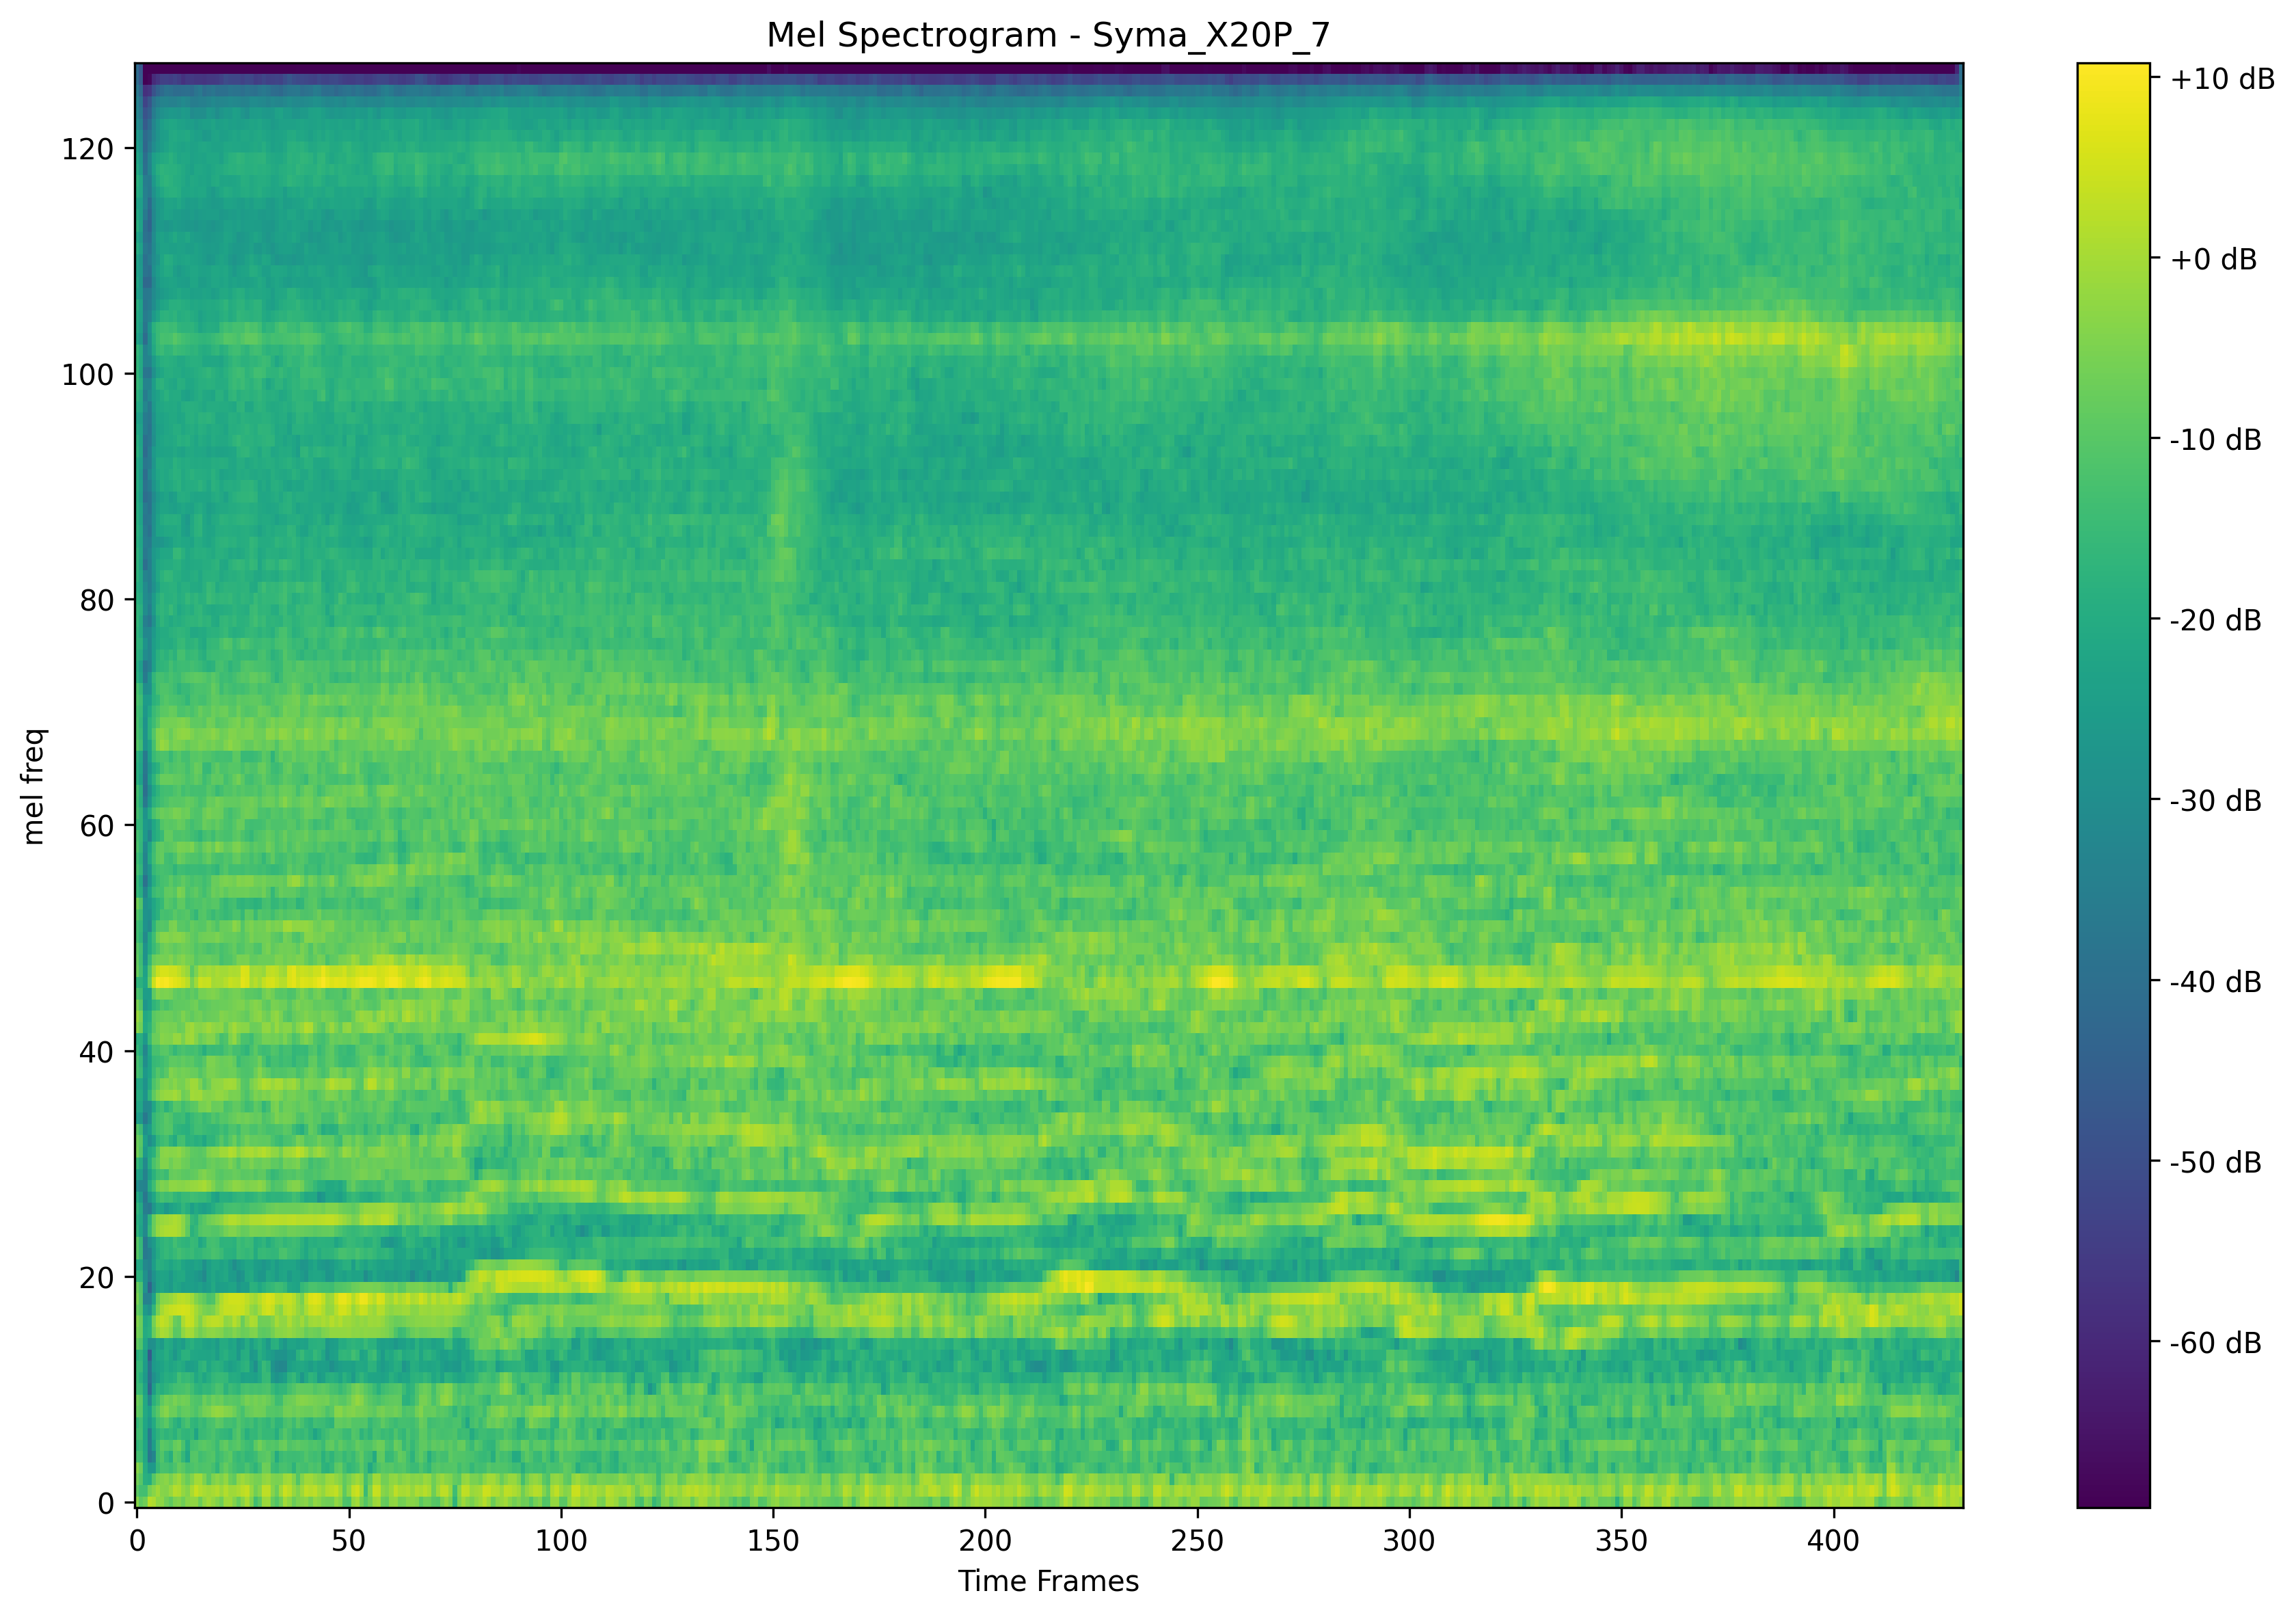 Mel Spectrogram - Syma_X20P_7
mel freq
120
100
80
60
40
20
0
0 50 100 150 200 250 300 350 400
Time Frames
+10 dB
+0 dB
-10 dB
-20 dB
-30 dB
-40 dB
-50 dB
-60 dB